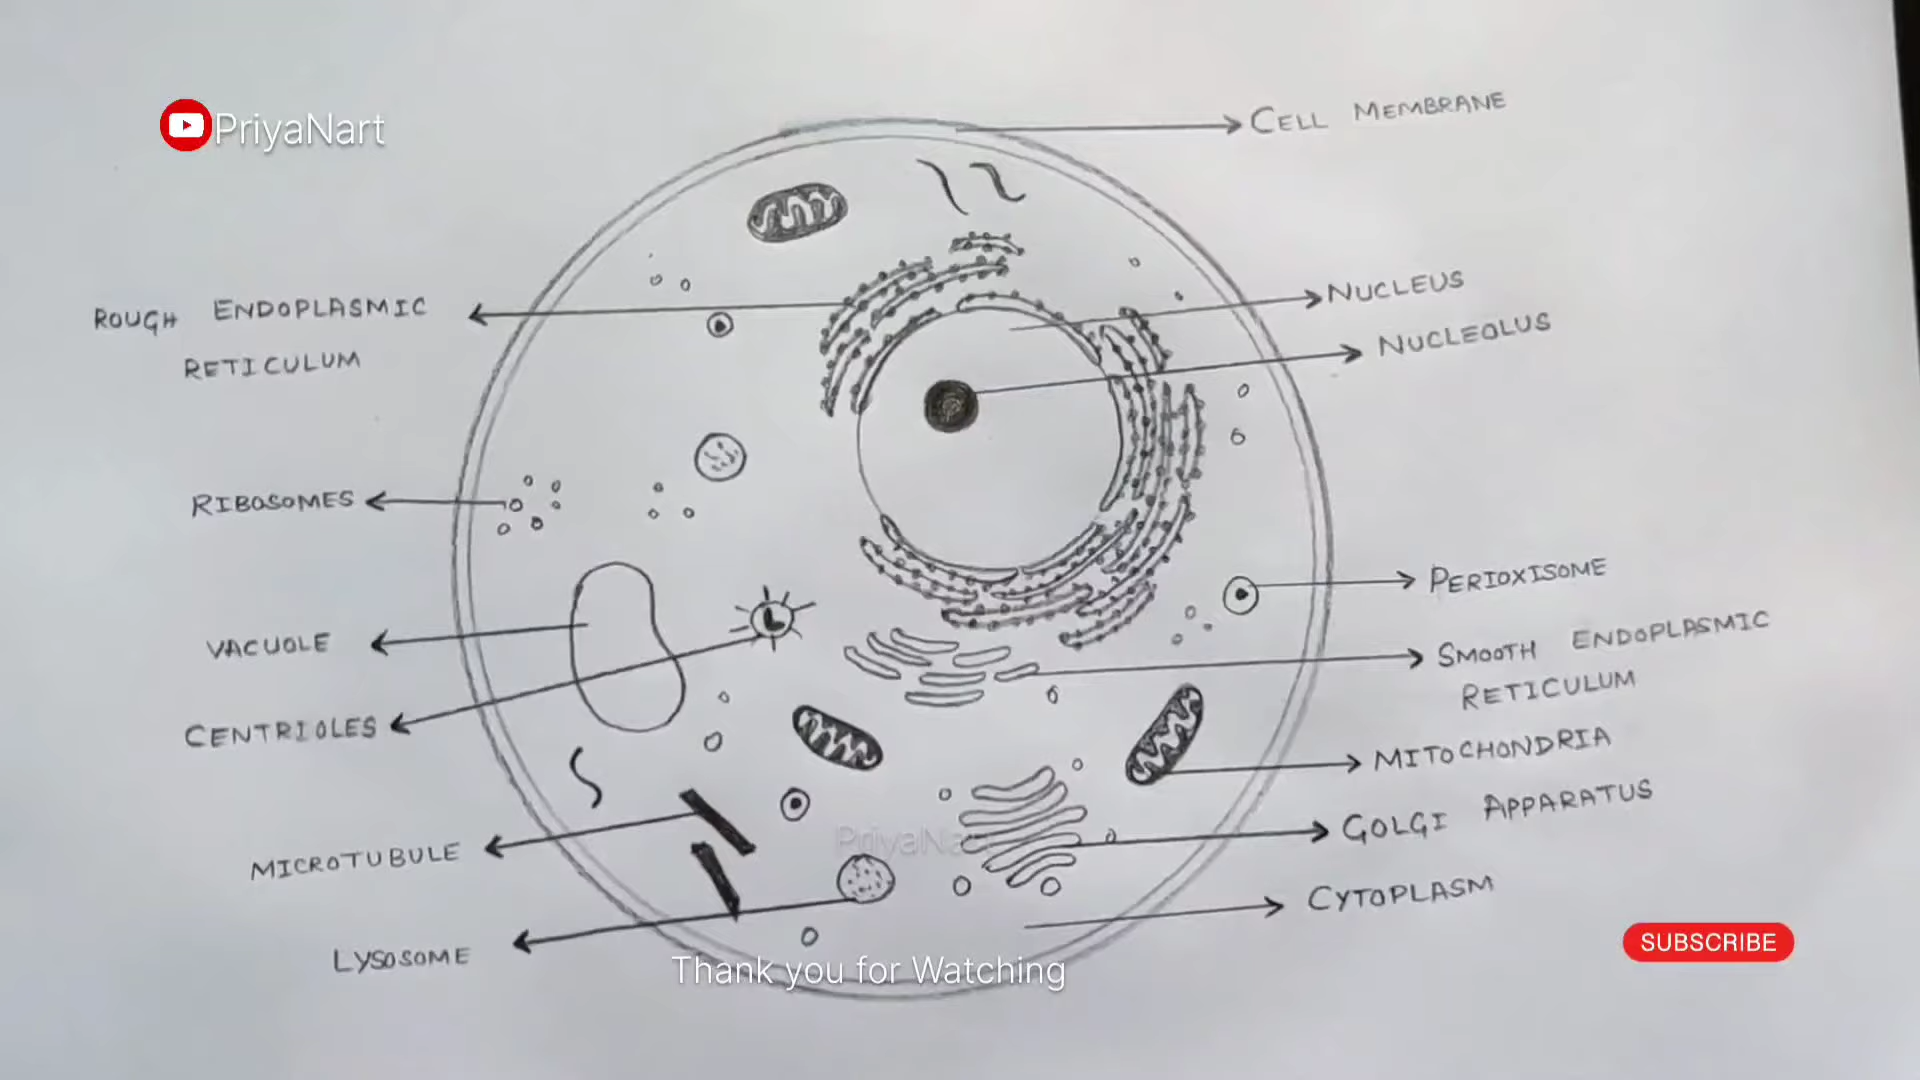 PriyaNart
CELL MEMBRANE
ROUGH ENDOPLASMIC
RETICULUM
NUCLEUS
NUCLEOLUS
RIBOSOMES
PERIOXISOME
VACUOLE
SMOOTH ENDOPLASMIC
RETICULUM
CENTRIOLES
MITOCHONDRIA
GOLGI APPARATUS
MICROTUBULE
PriyaNart
CYTOPLASM
LYSOSOME
SUBSCRIBE
Thank you for Watching